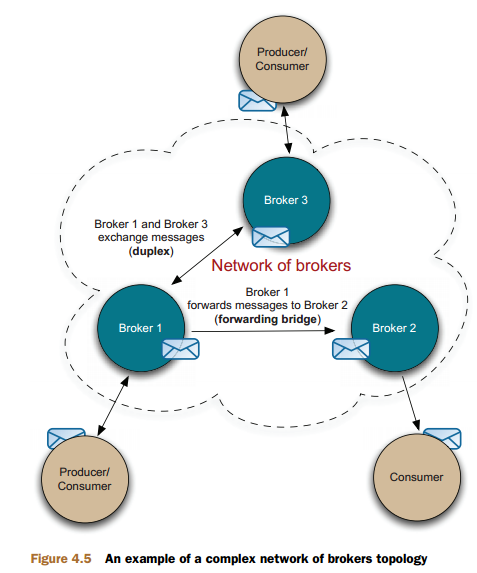 Producer/
Consumer
Broker 3
Broker 1 and Broker 3
exchange messages
(duplex)
Network of brokers
Broker 1
forwards messages to Broker 2
(forwarding bridge)
Broker 1
Broker 2
Producer/
Consumer
Consumer
Figure 4.5 An example of a complex network of brokers topology